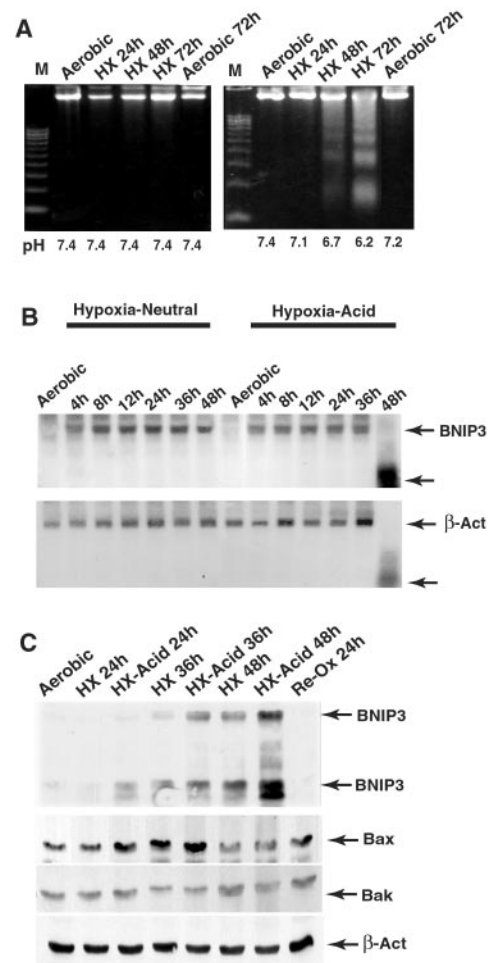 A
M Aerobic HX 24h HX 48h HX 72h Aerobic 72h
M Aerobic HX 24h HX 48h HX 72h Aerobic 72h
pH 7.4 7.4 7.4 7.4 7.4
7.4 7.1 6.7 6.2 7.2
B
Hypoxia-Neutral Hypoxia-Acid
Aerobic 4h 8h 12h 24h 36h 48h Aerobic 4h 8h 12h 24h 36h 48h
BNIP3
β-Act
C
Aerobic HX 24h HX-Acid 24h HX 36h HX-Acid 36h HX 48h HX-Acid 48h Re-Ox 24h
BNIP3
BNIP3
Bax
Bak
β-Act